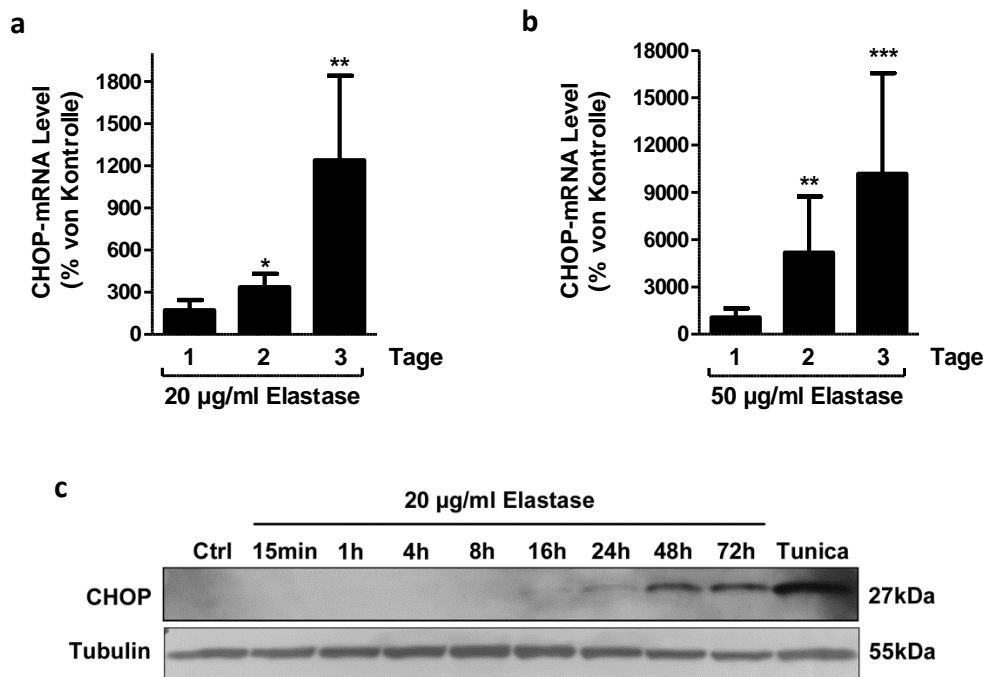 a
CHOP-mRNA Level
(% von Kontrolle)
1800
1500
1200
900
600
300
0
**
*
1 2 3 Tage
20 µg/ml Elastase
b
CHOP-mRNA Level
(% von Kontrolle)
18000
15000
12000
9000
6000
3000
0
***
**
1 2 3 Tage
50 µg/ml Elastase
c
20 µg/ml Elastase
Ctrl 15min 1h 4h 8h 16h 24h 48h 72h Tunica
CHOP 27kDa
Tubulin 55kDa